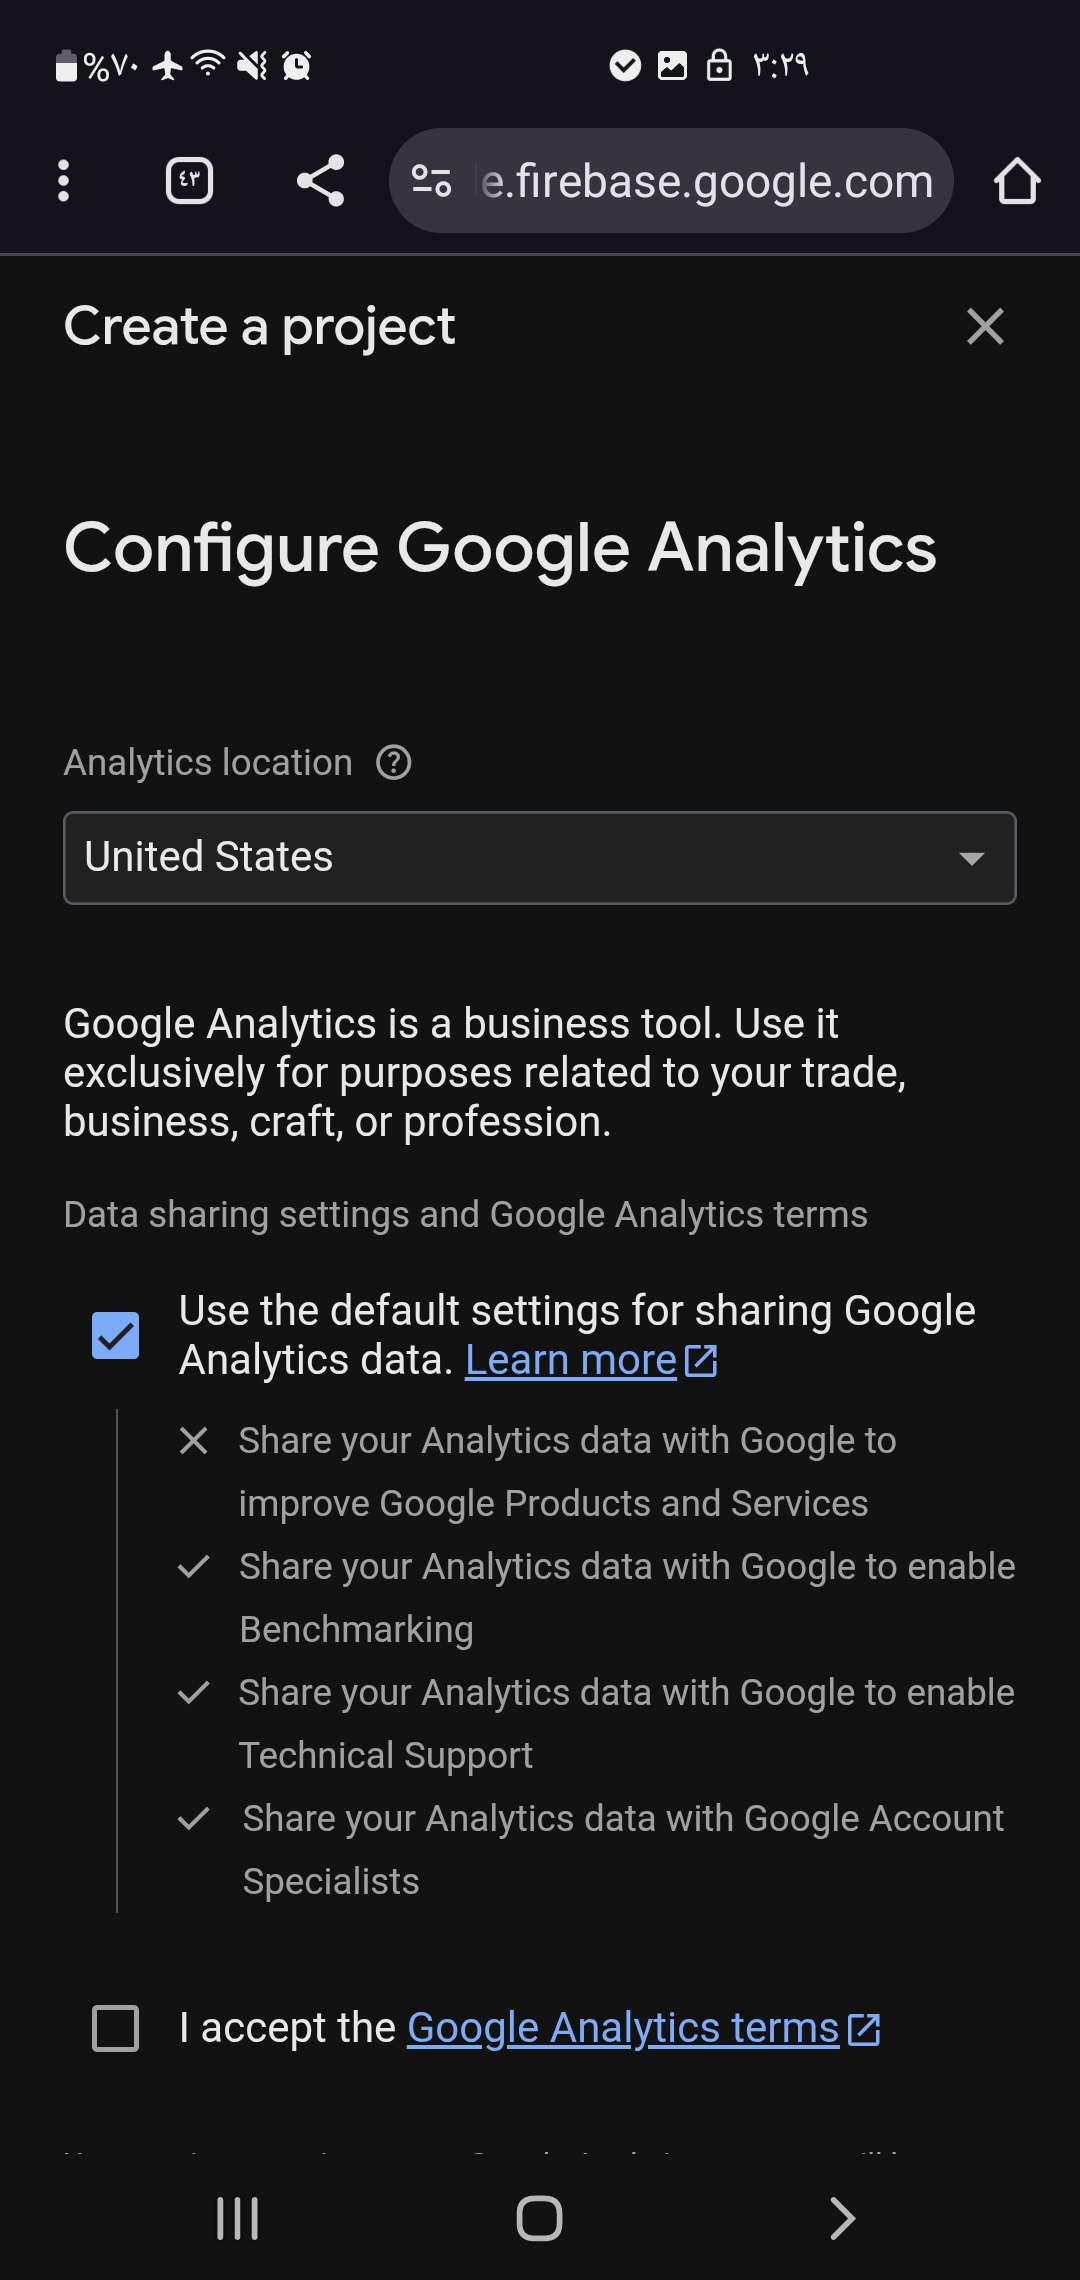 %٧٠ ٣:٢٩
٤٣ e.firebase.google.com
Create a project
Configure Google Analytics
Analytics location
United States
Google Analytics is a business tool. Use it
exclusively for purposes related to your trade,
business, craft, or profession.
Data sharing settings and Google Analytics terms
Use the default settings for sharing Google
Analytics data. Learn more
Share your Analytics data with Google to
improve Google Products and Services
Share your Analytics data with Google to enable
Benchmarking
Share your Analytics data with Google to enable
Technical Support
Share your Analytics data with Google Account
Specialists
I accept the Google Analytics terms